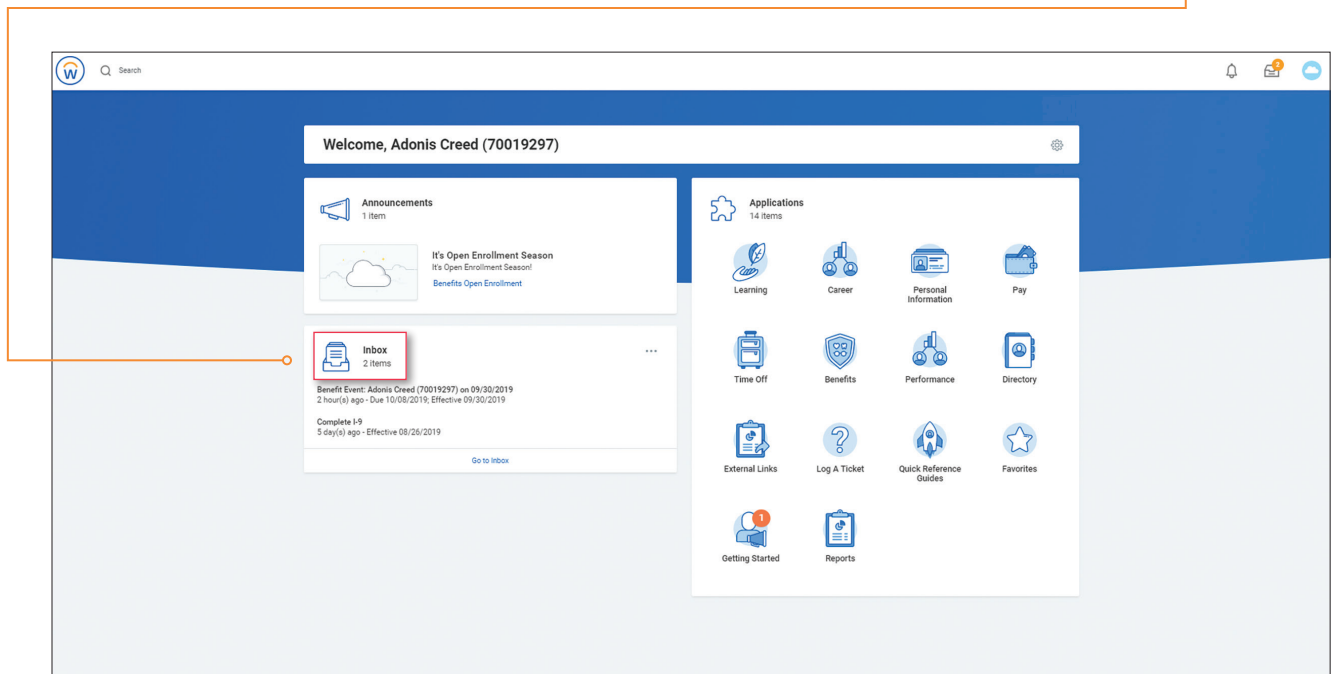 W
Search
2
Welcome, Adonis Creed (70019297)
Announcements
1 item
It's Open Enrollment Season
It's Open Enrollment Season!
Benefits Open Enrollment
Inbox
2 items
Benefit Event: Adonis Creed (70019297) on 09/30/2019
2 hour(s) ago - Due 10/08/2019; Effective 09/30/2019
Complete I-9
5 day(s) ago - Effective 08/26/2019
Go to Inbox
Applications
14 items
Learning
Career
Personal
Information
Pay
Time Off
Benefits
Performance
Directory
External Links
Log A Ticket
Quick Reference
Guides
Favorites
1
Getting Started
Reports